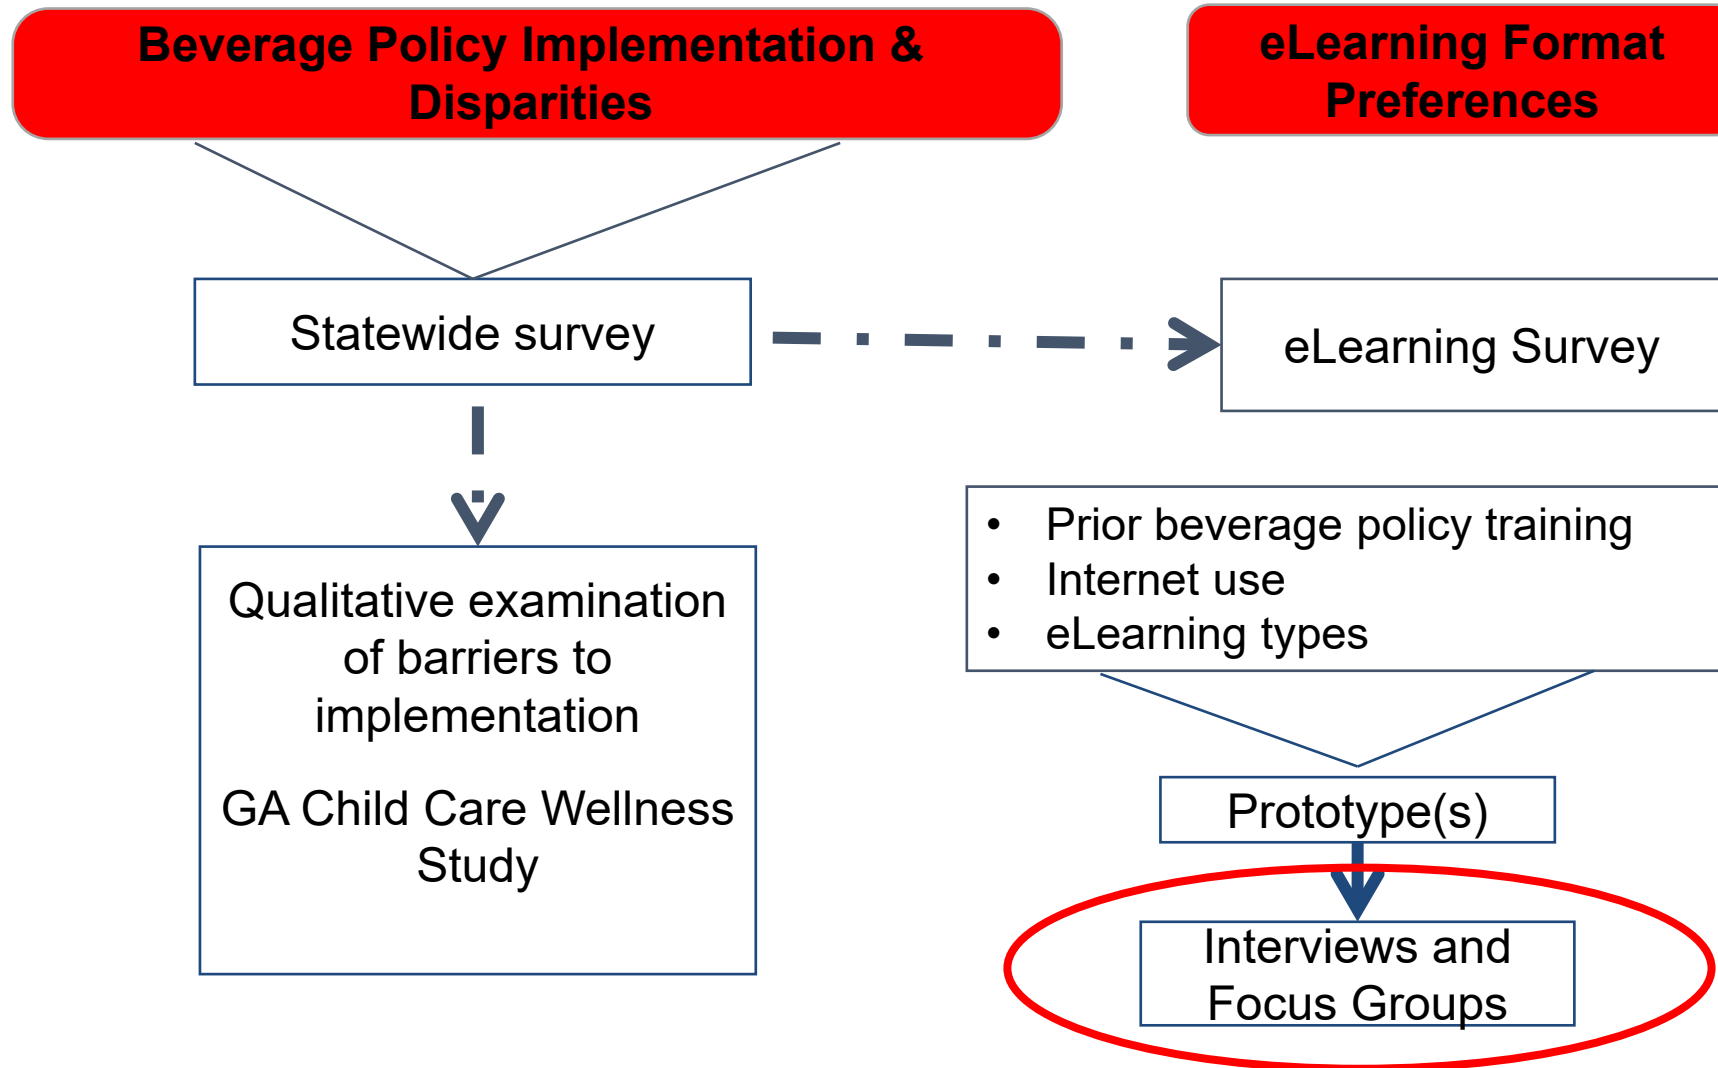 Beverage Policy Implementation &
Disparities
eLearning Format
Preferences
Statewide survey
eLearning Survey
Qualitative examination
of barriers to
implementation
GA Child Care Wellness
Study
• Prior beverage policy training
• Internet use
• eLearning types
Prototype(s)
Interviews and
Focus Groups